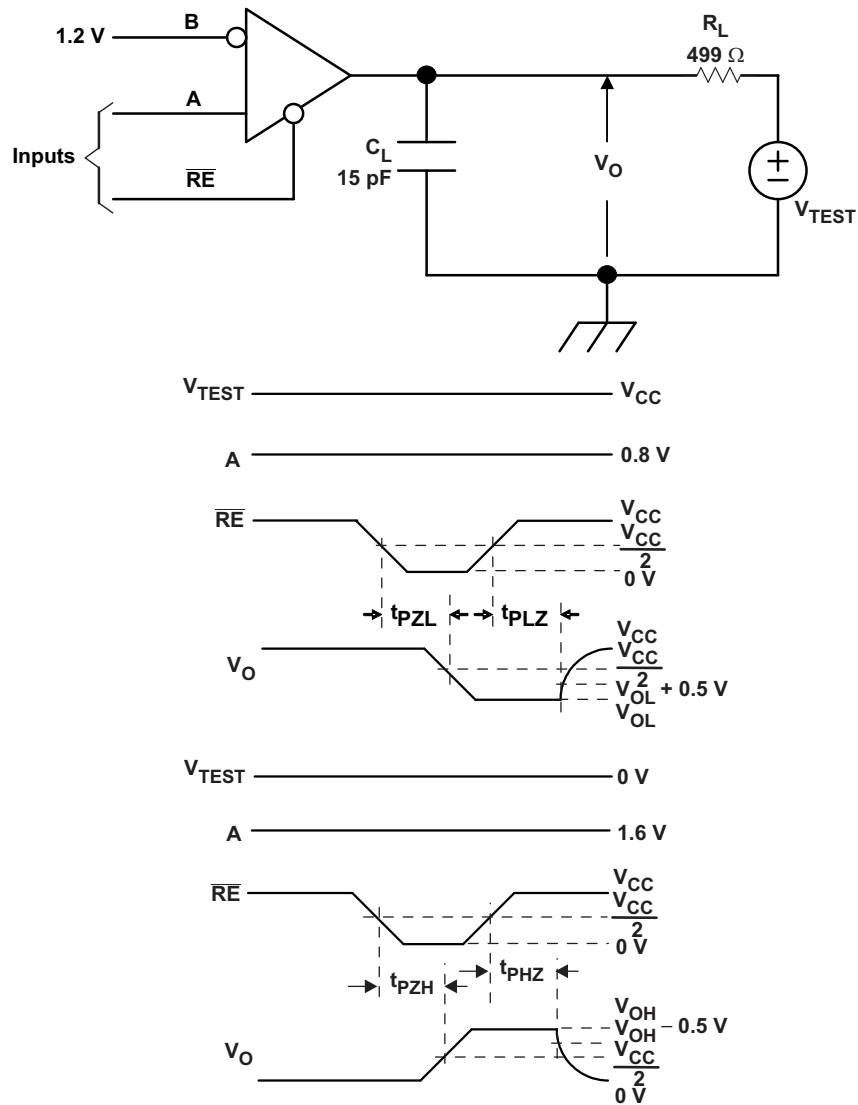 B
1.2 V
A
Inputs
RE
C_L
15 pF
V_O
R_L
499 Ω
V_TEST
V_TEST
V_CC
A
0.8 V
RE
V_CC
V_CC
2
0 V
t_PZL
t_PLZ
V_O
V_CC
V_CC
2
V_OL + 0.5 V
V_OL
V_TEST
0 V
A
1.6 V
RE
V_CC
V_CC
2
0 V
t_PZH
t_PHZ
V_O
V_OH
V_OH – 0.5 V
V_CC
2
0 V